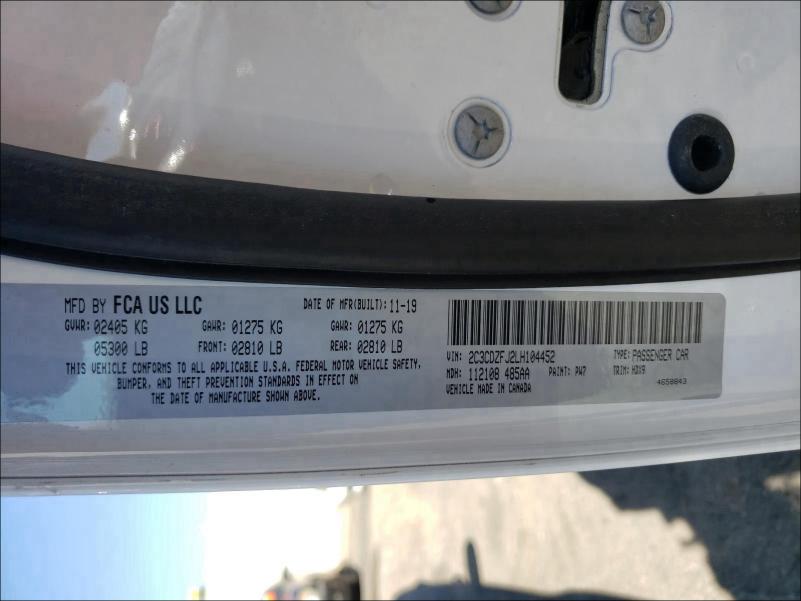 MFD BY FCA US LLC DATE OF MFR(BUILT): 11-19
GVWR: 02405 KG GAWR: 01275 KG GAWR: 01275 KG
05300 LB FRONT: 02810 LB REAR: 02810 LB
THIS VEHICLE CONFORMS TO ALL APPLICABLE U.S.A. FEDERAL MOTOR VEHICLE SAFETY,
BUMPER, AND THEFT PREVENTION STANDARDS IN EFFECT ON
THE DATE OF MANUFACTURE SHOWN ABOVE.
VIN: 2C3CDZFJ2LH104452 TYPE: PASSENGER CAR
MDH: 112108 485AA PAINT: PW7 TRIM: HDX9
VEHICLE MADE IN CANADA 4658843